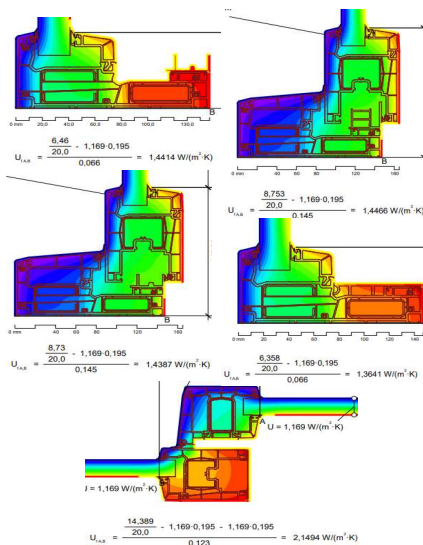 B
0 mm 20,0 40,0 60,0 80,0 100,0 120,0
U_f A,B = (6,46/20,0 - 1,169·0,195) / 0,066 = 1,4414 W/(m²·K)
B
0 mm 20 40 60 80 100 120 140
U_f A,B = (8,753/20,0 - 1,169·0,195) / 0,145 = 1,4466 W/(m²·K)
B
0 mm 20 40 60 80 100 120 140 160
U_f A,B = (8,73/20,0 - 1,169·0,195) / 0,145 = 1,4387 W/(m²·K)
0 mm 20 40 60 80 100 120 140
U_f A,B = (6,358/20,0 - 1,169·0,195) / 0,066 = 1,3641 W/(m²·K)
A
U = 1,169 W/(m²·K)
U = 1,169 W/(m²·K)
U_f A,B = (14,389/20,0 - 1,169·0,195 - 1,169·0,195) / 0,123 = 2,1494 W/(m²·K)